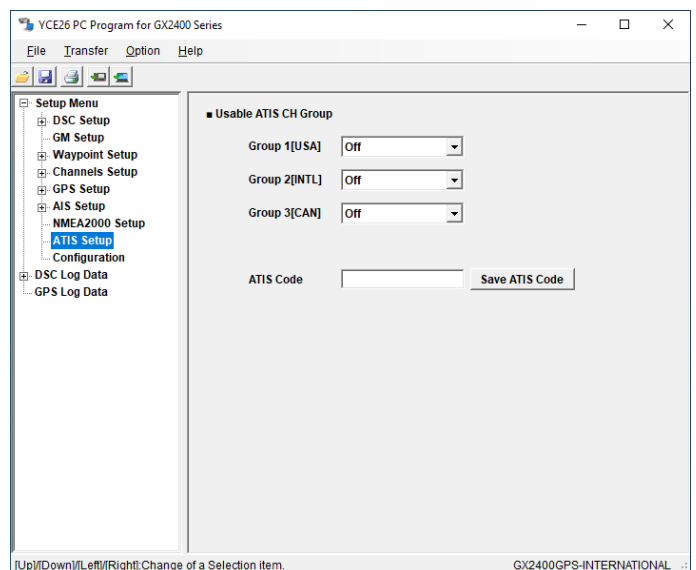 YCE26 PC Program for GX2400 Series
File Transfer Option Help
Setup Menu
DSC Setup
GM Setup
Waypoint Setup
Channels Setup
GPS Setup
AIS Setup
NMEA2000 Setup
ATIS Setup
Configuration
DSC Log Data
GPS Log Data
Usable ATIS CH Group
Group 1[USA] Off
Group 2[INTL] Off
Group 3[CAN] Off
ATIS Code Save ATIS Code
[Up]/[Down]/[Left]/[Right]:Change of a Selection item. GX2400GPS-INTERNATIONAL